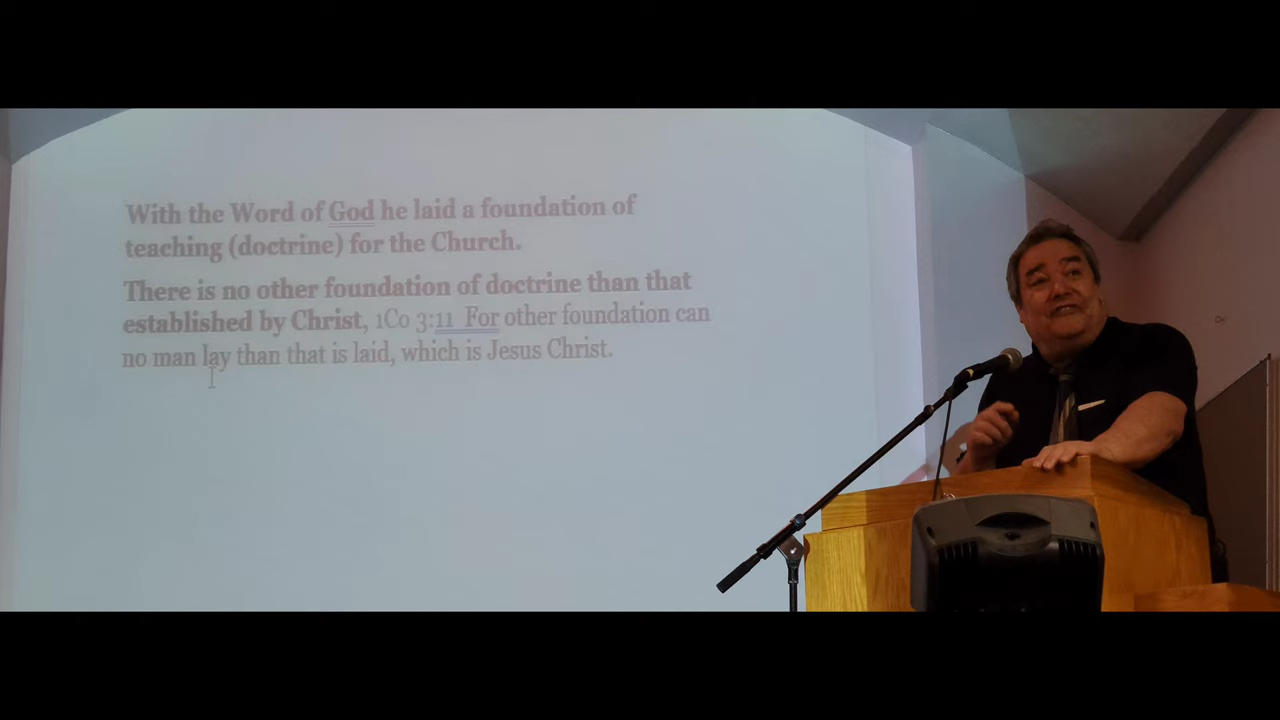 With the Word of God he laid a foundation of
teaching (doctrine) for the Church.
There is no other foundation of doctrine than that
established by Christ, 1Co 3:11 For other foundation can
no man lay than that is laid, which is Jesus Christ.